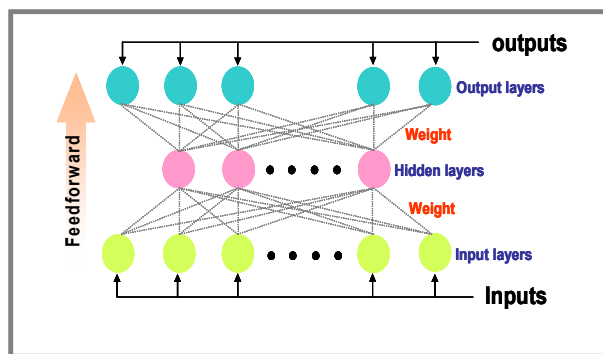 outputs
Output layers
Weight
Hidden layers
Weight
Input layers
Inputs
Feedforward